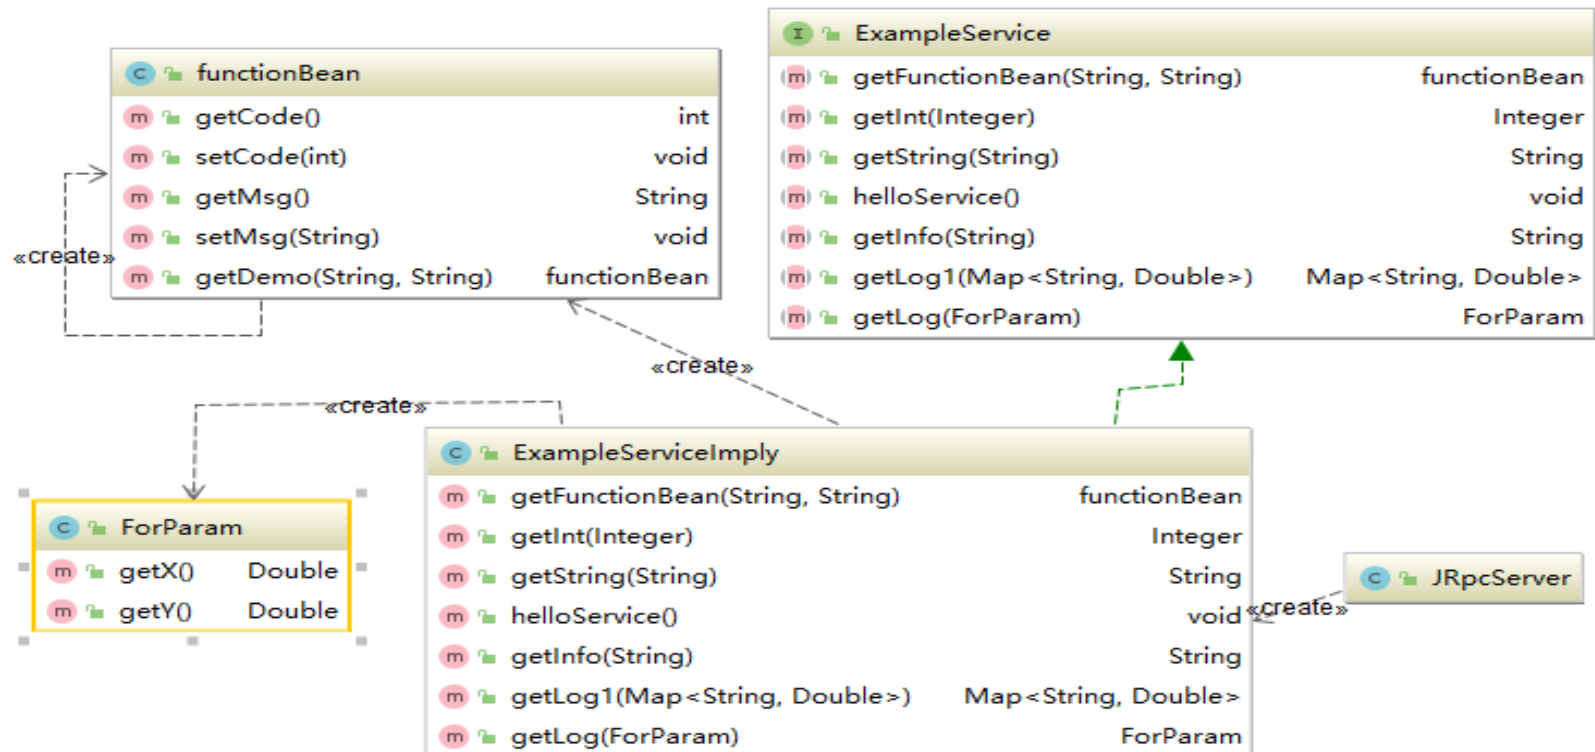 functionBean
getCode() int
setCode(int) void
getMsg() String
setMsg(String) void
getDemo(String, String) functionBean
«create»
ExampleService
getFunctionBean(String, String) functionBean
getInt(Integer) Integer
getString(String) String
helloService() void
getInfo(String) String
getLog1(Map<String, Double>) Map<String, Double>
getLog(ForParam) ForParam
«create»
«create»
ForParam
getX() Double
getY() Double
ExampleServiceImply
getFunctionBean(String, String) functionBean
getInt(Integer) Integer
getString(String) String
helloService() void
getInfo(String) String
getLog1(Map<String, Double>) Map<String, Double>
getLog(ForParam) ForParam
«create»
JRpcServer